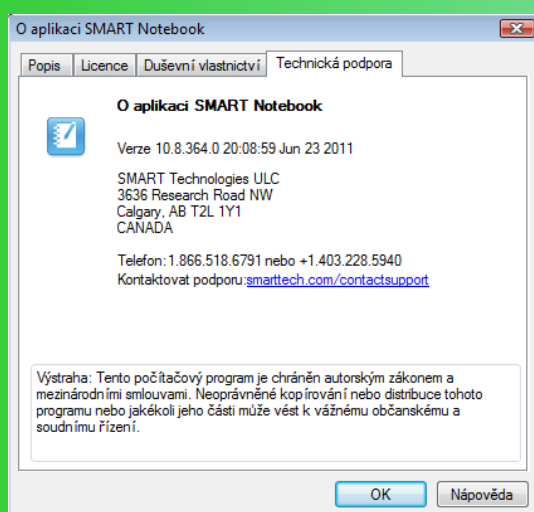 O aplikaci SMART Notebook
Popis Licence Duševní vlastnictví Technická podpora
O aplikaci SMART Notebook
Verze 10.8.364.0 20:08:59 Jun 23 2011
SMART Technologies ULC
3636 Research Road NW
Calgary, AB T2L 1Y1
CANADA
Telefon: 1.866.518.6791 nebo +1.403.228.5940
Kontaktovat podporu:smarttech.com/contactsupport
Výstraha: Tento počítačový program je chráněn autorským zákonem a
mezinárodními smlouvami. Neoprávněné kopírování nebo distribuce tohoto
programu nebo jakékoli jeho části může vést k vážnému občanskému a
soudnímu řízení.
OK Nápověda